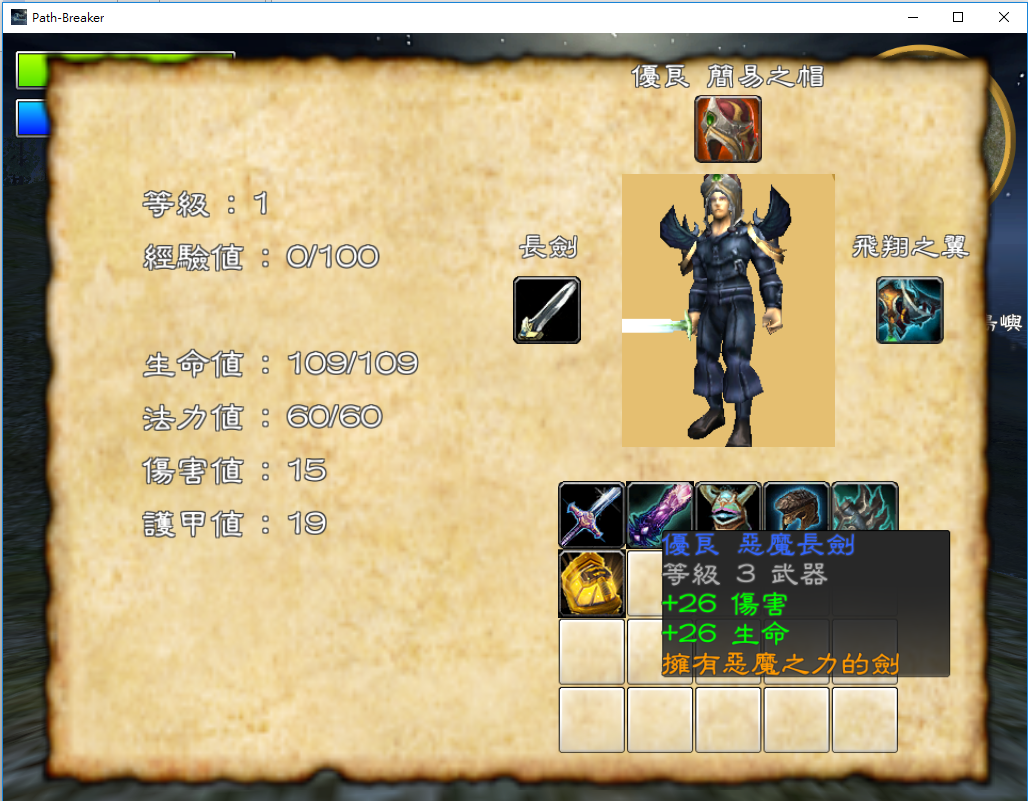 Path-Breaker
優良 簡易之帽
等級 : 1
經驗值 : 0/100
長劍
飛翔之翼
島嶼
生命值 : 109/109
法力值 : 60/60
傷害值 : 15
護甲值 : 19
優良 惡魔長劍
等級 3 武器
+26 傷害
+26 生命
擁有惡魔之力的劍